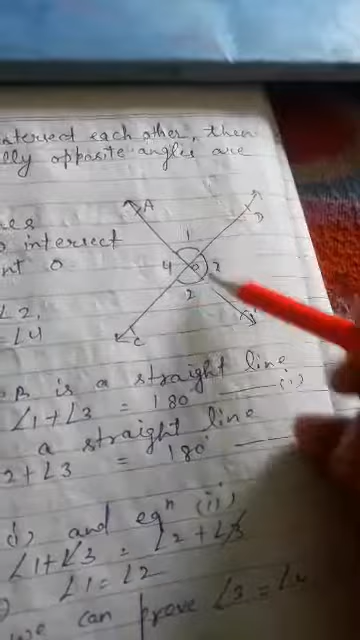 intersect each other, then
lly opposite angles are
A
D
1
4
O
2
C
intersect
nt O
∠2,
= ∠4
B is a straight line
∠1 + ∠3 = 180° —— (i)
a straight line
2 + ∠3 = 180° ——
and eqn (ii)
∠1 + ∠3 = ∠2 + ∠3
∠1 = ∠2
we can prove ∠3 =